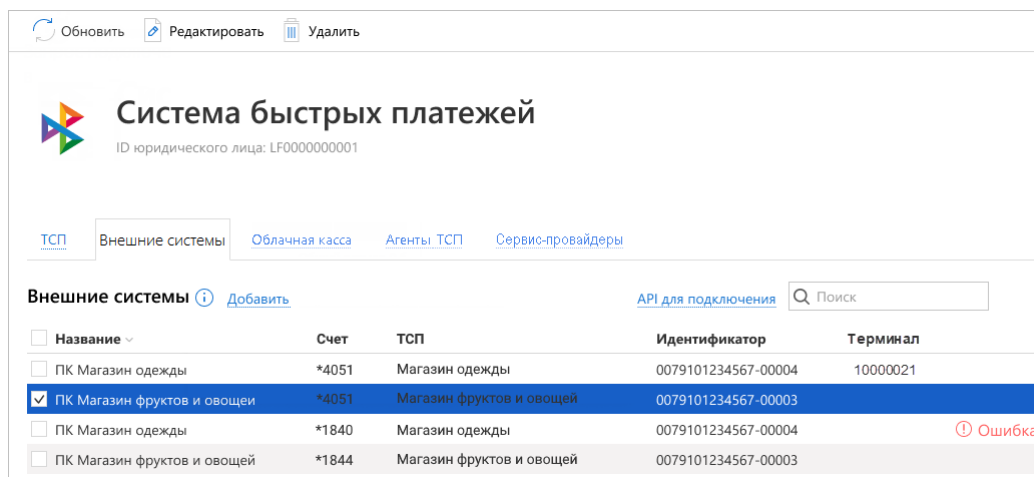 Обновить Редактировать Удалить
Система быстрых платежей
ID юридического лица: LF0000000001
ТСП Внешние системы Облачная касса Агенты ТСП Сервис-провайдеры
Внешние системы Добавить API для подключения Поиск
Название Счет ТСП Идентификатор Терминал
ПК Магазин одежды *4051 Магазин одежды 0079101234567-00004 10000021
ПК Магазин фруктов и овощей *4051 Магазин фруктов и овощей 0079101234567-00003
ПК Магазин одежды *1840 Магазин одежды 0079101234567-00004 Ошибка
ПК Магазин фруктов и овощей *1844 Магазин фруктов и овощей 0079101234567-00003